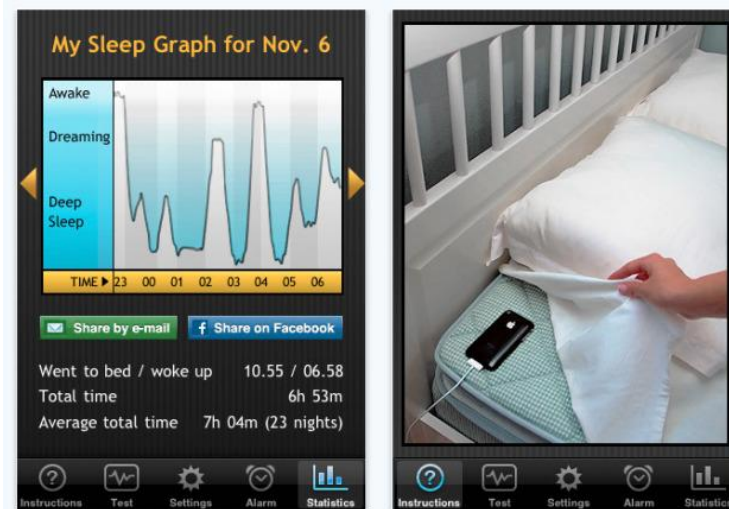 My Sleep Graph for Nov. 6
Awake
Dreaming
Deep
Sleep
TIME 23 00 01 02 03 04 05 06
Share by e-mail f Share on Facebook
Went to bed / woke up 10.55 / 06.58
Total time 6h 53m
Average total time 7h 04m (23 nights)
Instructions Test Settings Alarm Statistics
Instructions Test Settings Alarm Statistics